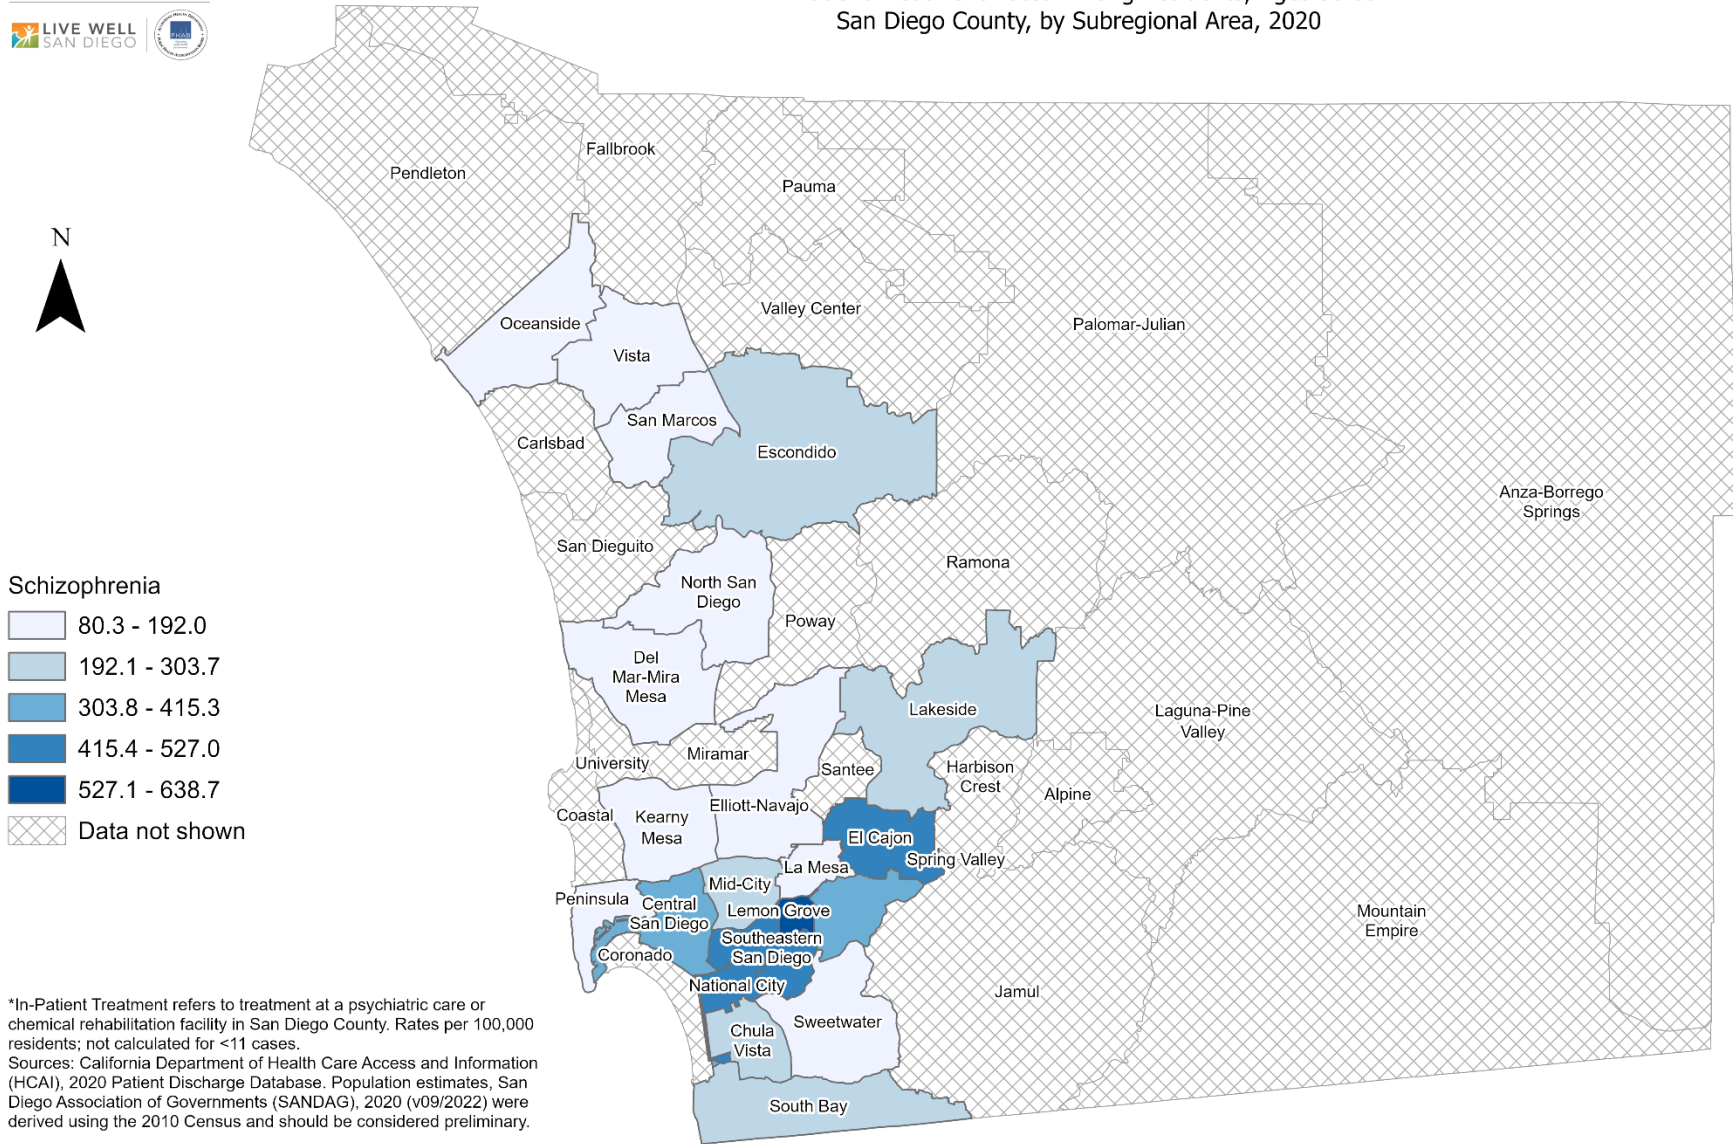 LIVE WELL
SAN DIEGO
PHAB
San Diego County, by Subregional Area, 2020
Pendleton
Fallbrook
Pauma
N
Oceanside
Vista
Valley Center
Palomar-Julian
San Marcos
Carlsbad
Escondido
Anza-Borrego
Springs
San Dieguito
Ramona
North San
Diego
Poway
Del
Mar-Mira
Mesa
Lakeside
Laguna-Pine
Valley
Miramar
University
Santee
Harbison
Crest
Alpine
Coastal
Kearny
Mesa
Elliott-Navajo
El Cajon
Spring Valley
La Mesa
Mid-City
Peninsula
Central
San Diego
Lemon Grove
Southeastern
San Diego
Coronado
National City
Mountain
Empire
Jamul
Sweetwater
Chula
Vista
South Bay
Schizophrenia
80.3 - 192.0
192.1 - 303.7
303.8 - 415.3
415.4 - 527.0
527.1 - 638.7
Data not shown
*In-Patient Treatment refers to treatment at a psychiatric care or
chemical rehabilitation facility in San Diego County. Rates per 100,000
residents; not calculated for <11 cases.
Sources: California Department of Health Care Access and Information
(HCAI), 2020 Patient Discharge Database. Population estimates, San
Diego Association of Governments (SANDAG), 2020 (v09/2022) were
derived using the 2010 Census and should be considered preliminary.